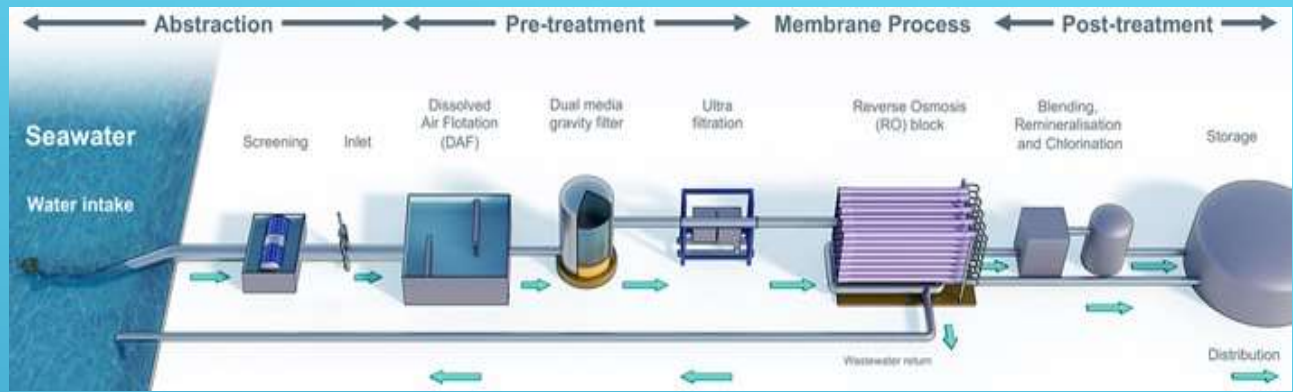 Abstraction
Pre-treatment
Membrane Process
Post-treatment
Seawater
Water intake
Screening
Inlet
Dissolved
Air Flotation
(DAF)
Dual media
gravity filter
Ultra
filtration
Reverse Osmosis
(RO) block
Blending,
Remineralisation
and Chlorination
Storage
Wastewater return
Distribution